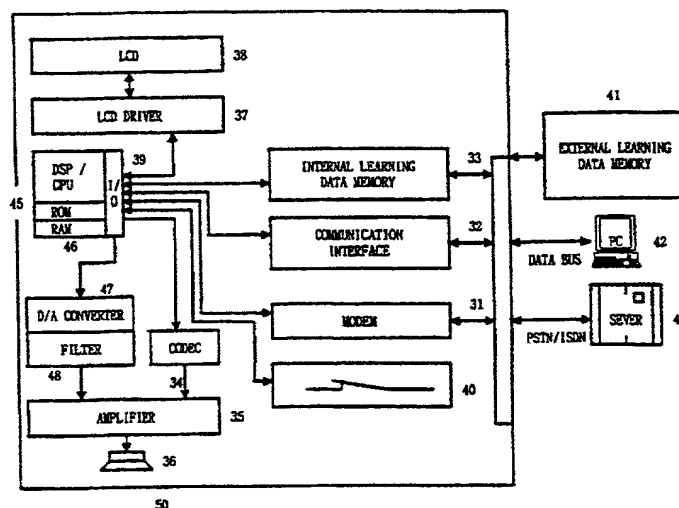 LCD
38
LCD DRIVER
37
39
DSP /
CPU
I/O
45
ROM
RAM
46
INTERNAL LEARNING
DATA MEMORY
33
COMMUNICATION
INTERFACE
32
MODEM
31
40
47
D/A CONVERTER
FILTER
48
CODEC
34
AMPLIFIER
35
36
50
41
EXTERNAL LEARNING
DATA MEMORY
PC
42
DATA BUS
SEVER
PSTN/ISDN